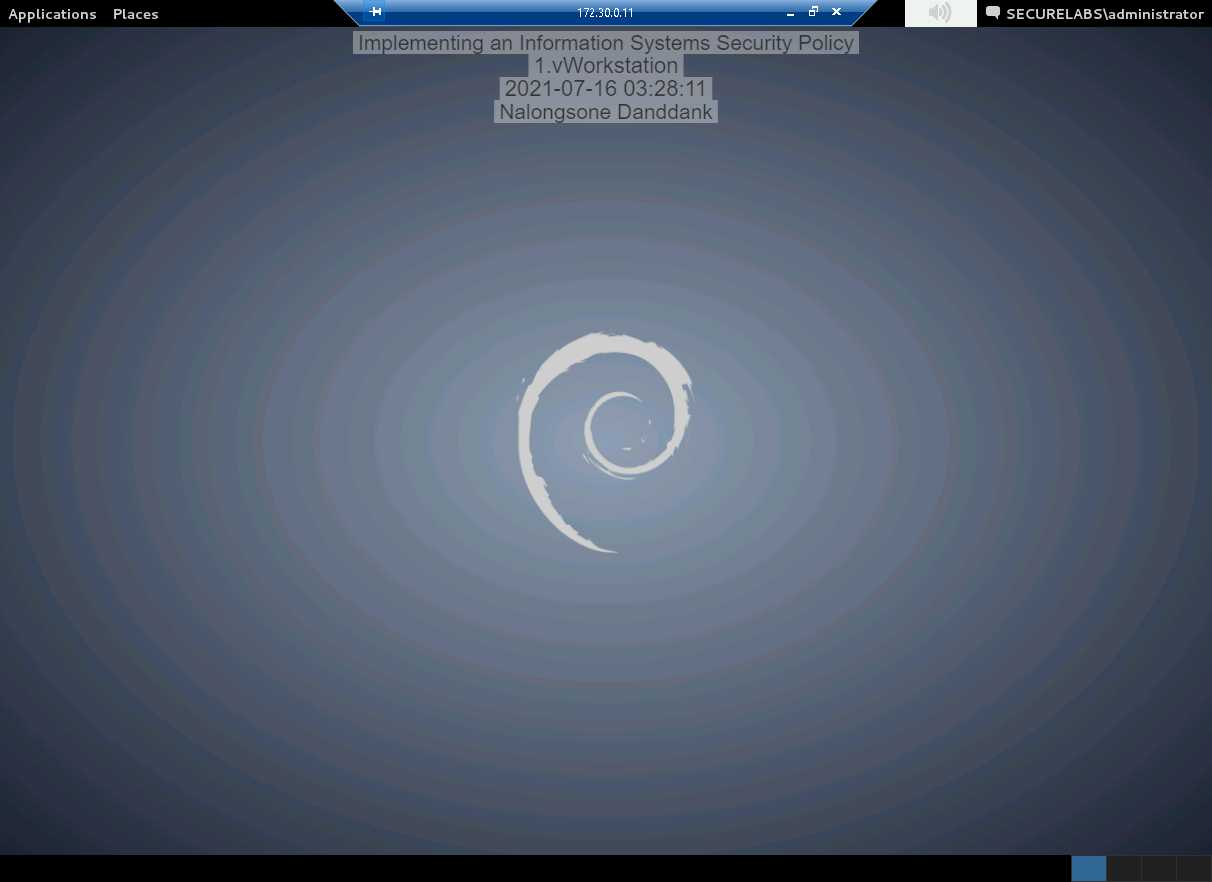 Applications Places 172.30.0.11 SECURELABS\administrator
Implementing an Information Systems Security Policy
1.vWorkstation
2021-07-16 03:28:11
Nalongsone Danddank